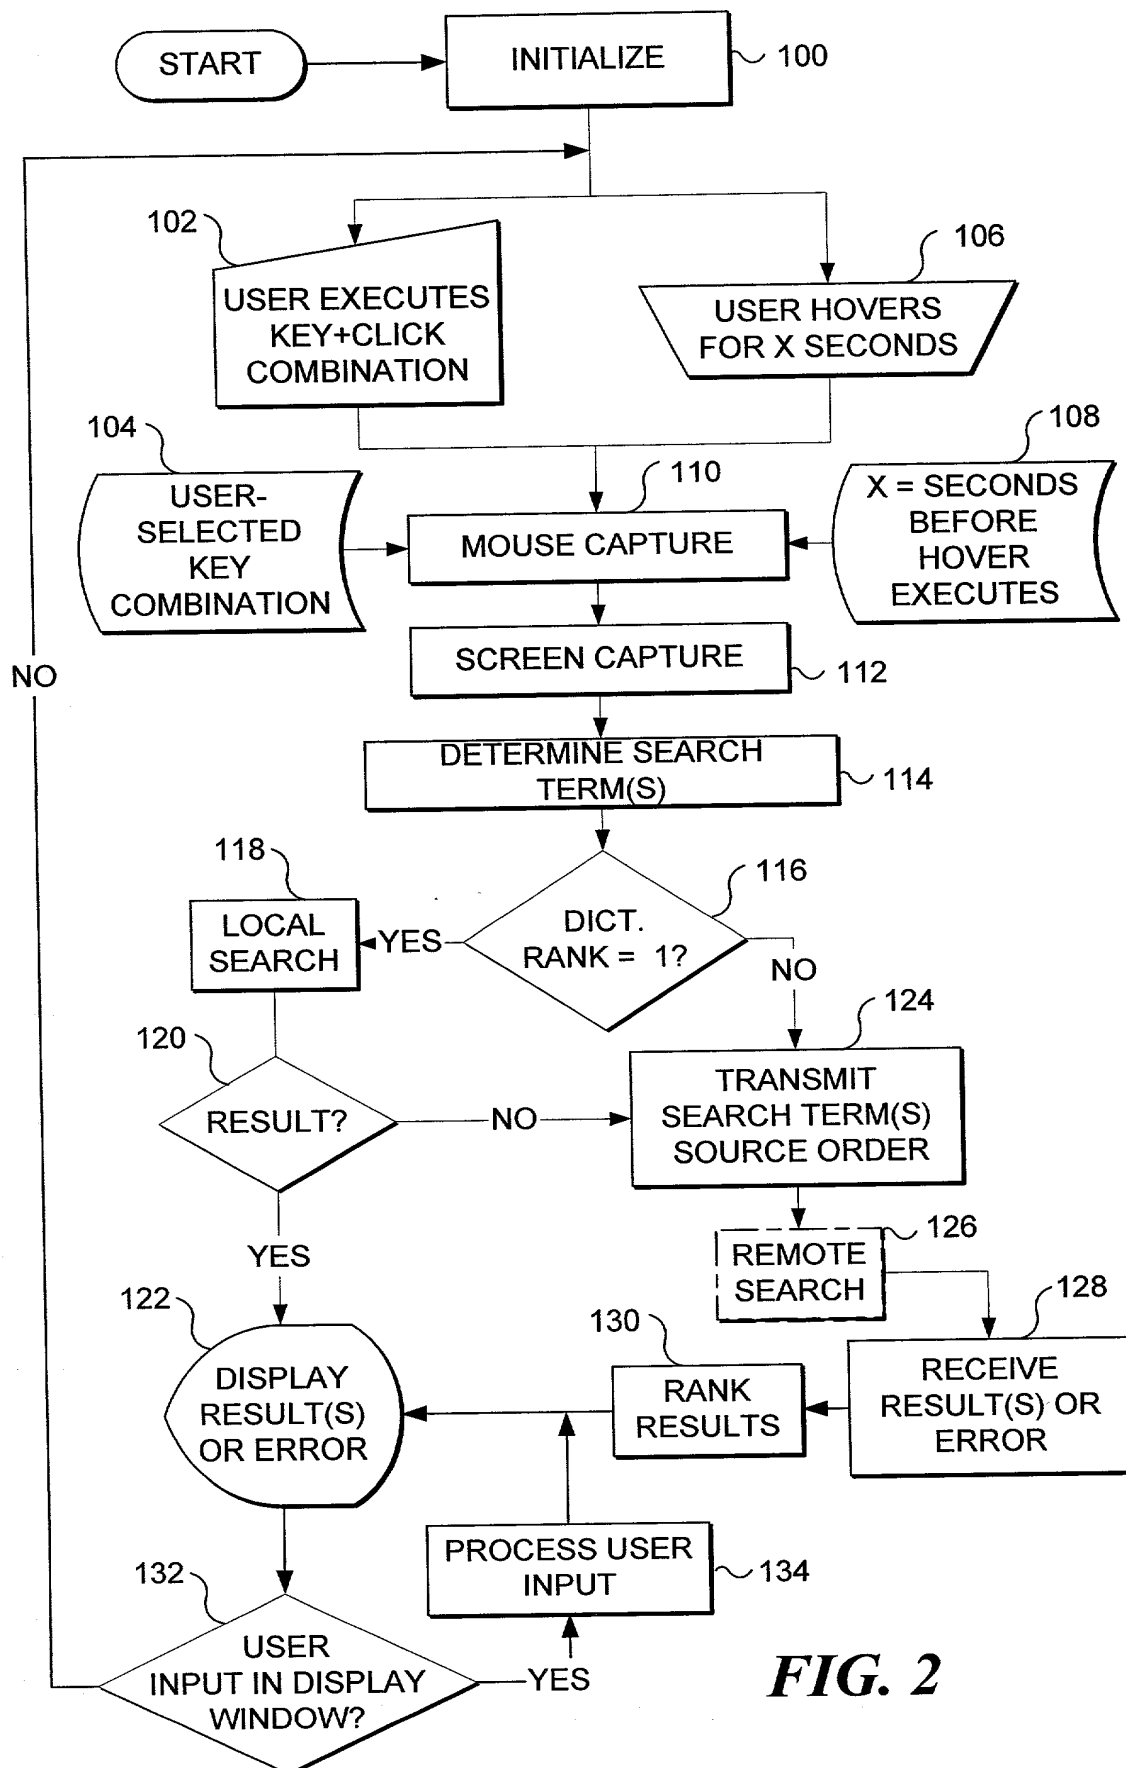 START
INITIALIZE
100
102
106
USER EXECUTES
KEY+CLICK
COMBINATION
USER HOVERS
FOR X SECONDS
104
108
USER-
SELECTED
KEY
COMBINATION
110
MOUSE CAPTURE
X = SECONDS
BEFORE
HOVER
EXECUTES
NO
SCREEN CAPTURE
112
DETERMINE SEARCH
TERM(S)
114
118
116
LOCAL
SEARCH
YES
DICT.
RANK = 1?
NO
120
124
RESULT?
NO
TRANSMIT
SEARCH TERM(S)
SOURCE ORDER
YES
126
REMOTE
SEARCH
122
128
130
DISPLAY
RESULT(S)
OR ERROR
RANK
RESULTS
RECEIVE
RESULT(S) OR
ERROR
PROCESS USER
INPUT
134
132
USER
INPUT IN DISPLAY
WINDOW?
YES
FIG. 2